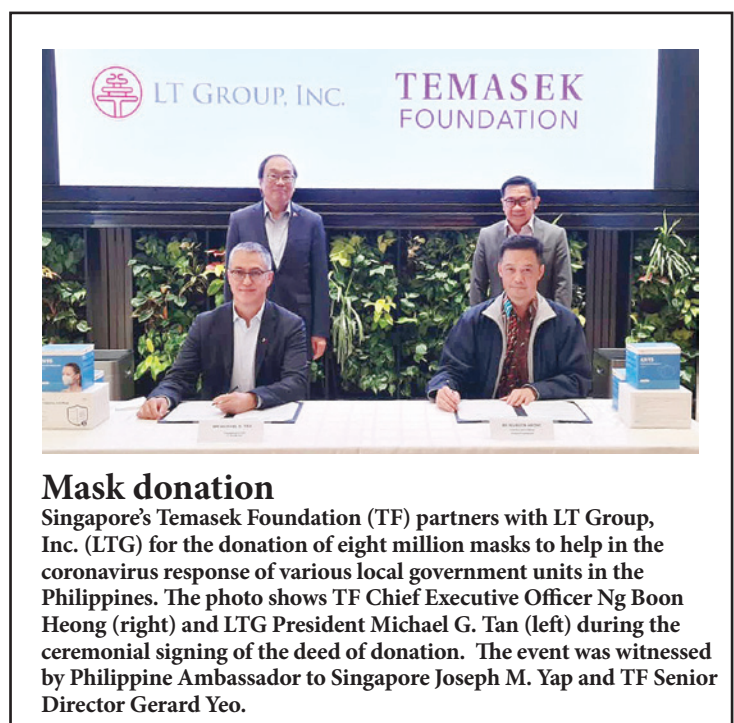 LT GROUP, INC.
TEMASEK
FOUNDATION
Mask donation
Singapore’s Temasek Foundation (TF) partners with LT Group,
Inc. (LTG) for the donation of eight million masks to help in the
coronavirus response of various local government units in the
Philippines. The photo shows TF Chief Executive Officer Ng Boon
Heong (right) and LTG President Michael G. Tan (left) during the
ceremonial signing of the deed of donation.  The event was witnessed
by Philippine Ambassador to Singapore Joseph M. Yap and TF Senior
Director Gerard Yeo.